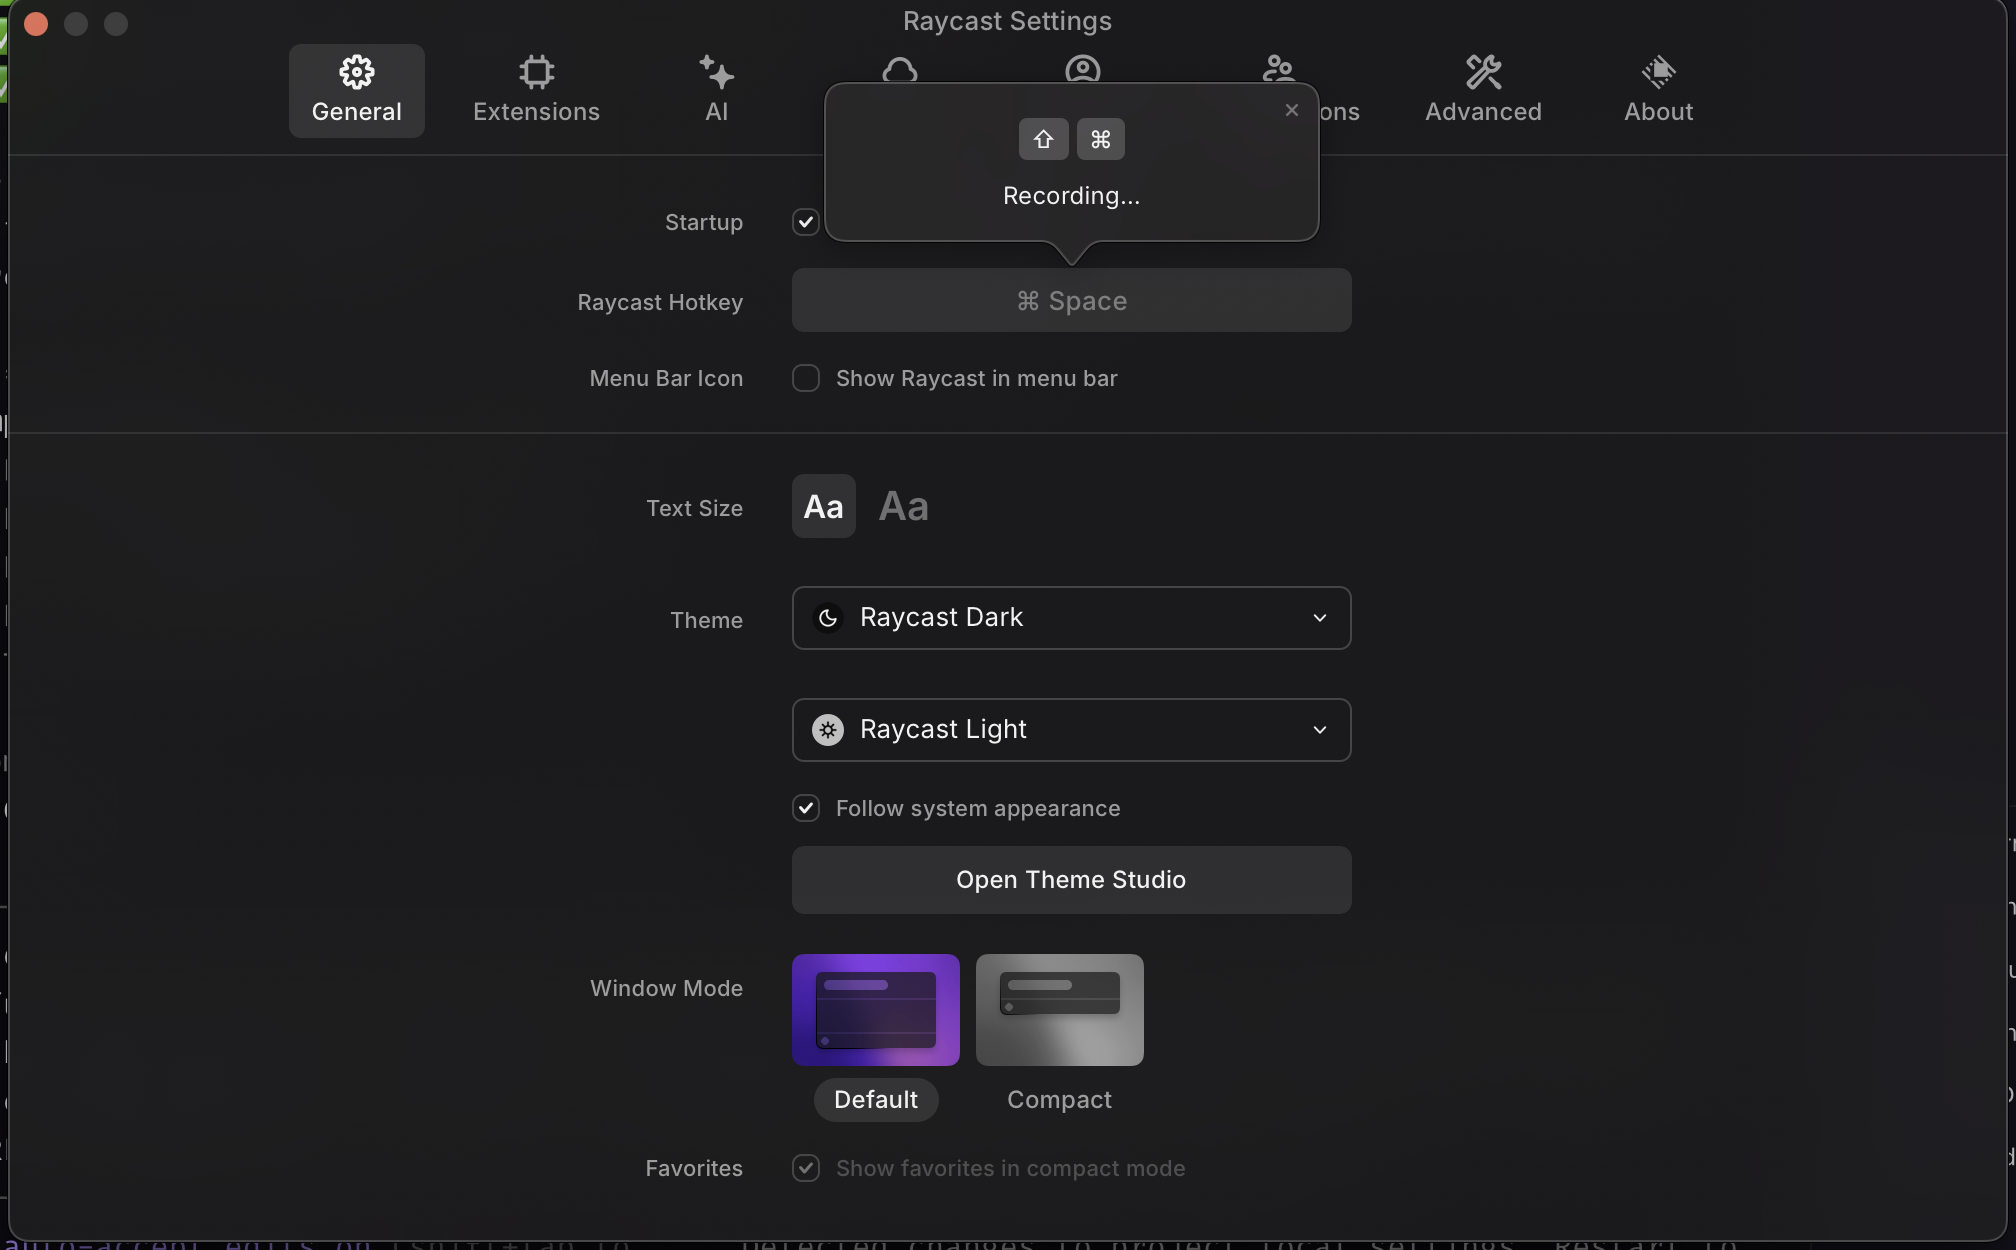 Raycast Settings
General
Extensions
AI
ons
Advanced
About
⇧ ⌘
Recording...
Startup
Raycast Hotkey
⌘ Space
Menu Bar Icon
Show Raycast in menu bar
Text Size
Aa Aa
Theme
Raycast Dark
Raycast Light
Follow system appearance
Open Theme Studio
Window Mode
Default
Compact
Favorites
Show favorites in compact mode